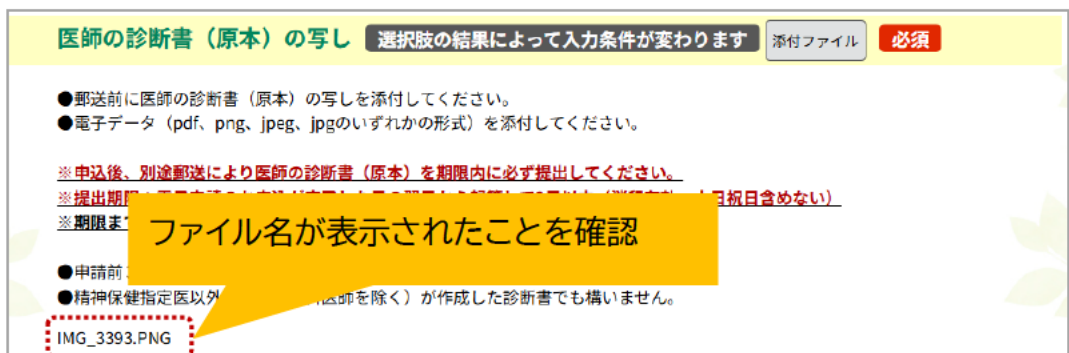 医師の診断書（原本）の写し 選択肢の結果によって入力条件が変わります 添付ファイル 必須
●郵送前に医師の診断書（原本）の写しを添付してください。
●電子データ（pdf、png、jpeg、jpgのいずれかの形式）を添付してください。
※申込後、別途郵送により医師の診断書（原本）を期限内に必ず提出してください。
※提出期限 日祝日含めない）
※期限ま
ファイル名が表示されたことを確認
●申請前
●精神保健指定医以外 医師を除く）が作成した診断書でも構いません。
IMG_3393.PNG